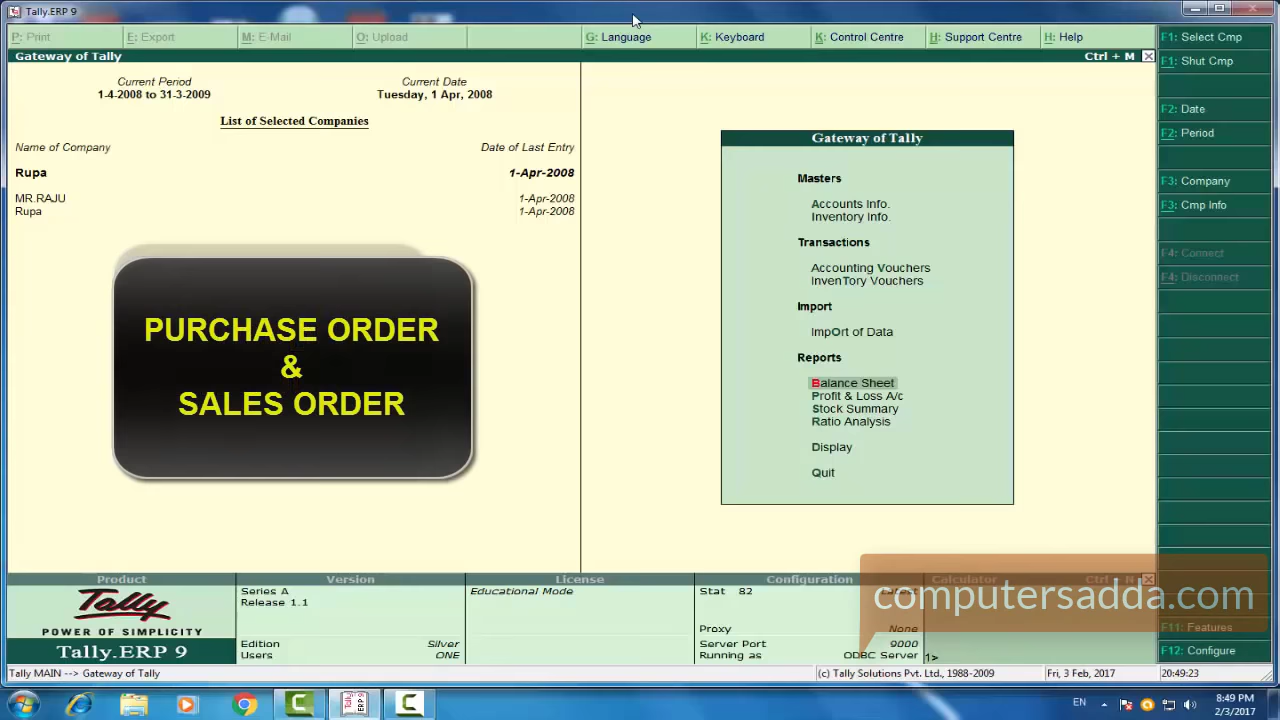 Tally.ERP 9
P: Print
E: Export
M: E-Mail
O: Upload
G: Language
K: Keyboard
K: Control Centre
H: Support Centre
H: Help
F1: Select Cmp
Gateway of Tally
Ctrl + M
F1: Shut Cmp
Current Period
Current Date
1-4-2008 to 31-3-2009
Tuesday, 1 Apr, 2008
List of Selected Companies
Name of Company
Date of Last Entry
Rupa
1-Apr-2008
MR.RAJU
1-Apr-2008
Rupa
1-Apr-2008
PURCHASE ORDER
&
SALES ORDER
Gateway of Tally
Masters
Accounts Info.
Inventory Info.
Transactions
Accounting Vouchers
InvenTory Vouchers
Import
ImpOrt of Data
Reports
Balance Sheet
Profit & Loss A/c
Stock Summary
Ratio Analysis
Display
Quit
F2: Date
F2: Period
F3: Company
F3: Cmp Info
F4: Connect
F4: Disconnect
F11: Features
F12: Configure
Product
Version
License
Configuration
Calculator
Ctrl + N
Tally
POWER OF SIMPLICITY
Tally.ERP 9
Series A
Release 1.1
Edition
Silver
Users
ONE
Educational Mode
Stat 82
Latest
Proxy
None
Server Port
9000
Running as
ODBC Server
1>
computersadda.com
Tally MAIN --> Gateway of Tally
(c) Tally Solutions Pvt. Ltd., 1988-2009
Fri, 3 Feb, 2017
20:49:23
EN
8:49 PM
2/3/2017